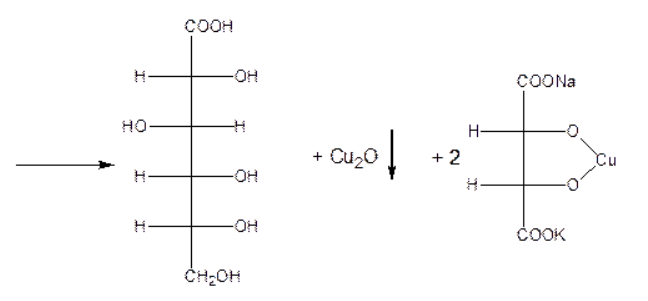 COOH
H OH
HO H
H OH
H OH
CH₂OH
+ Cu₂O
+ 2
COONa
H O
Cu
H O
COOK